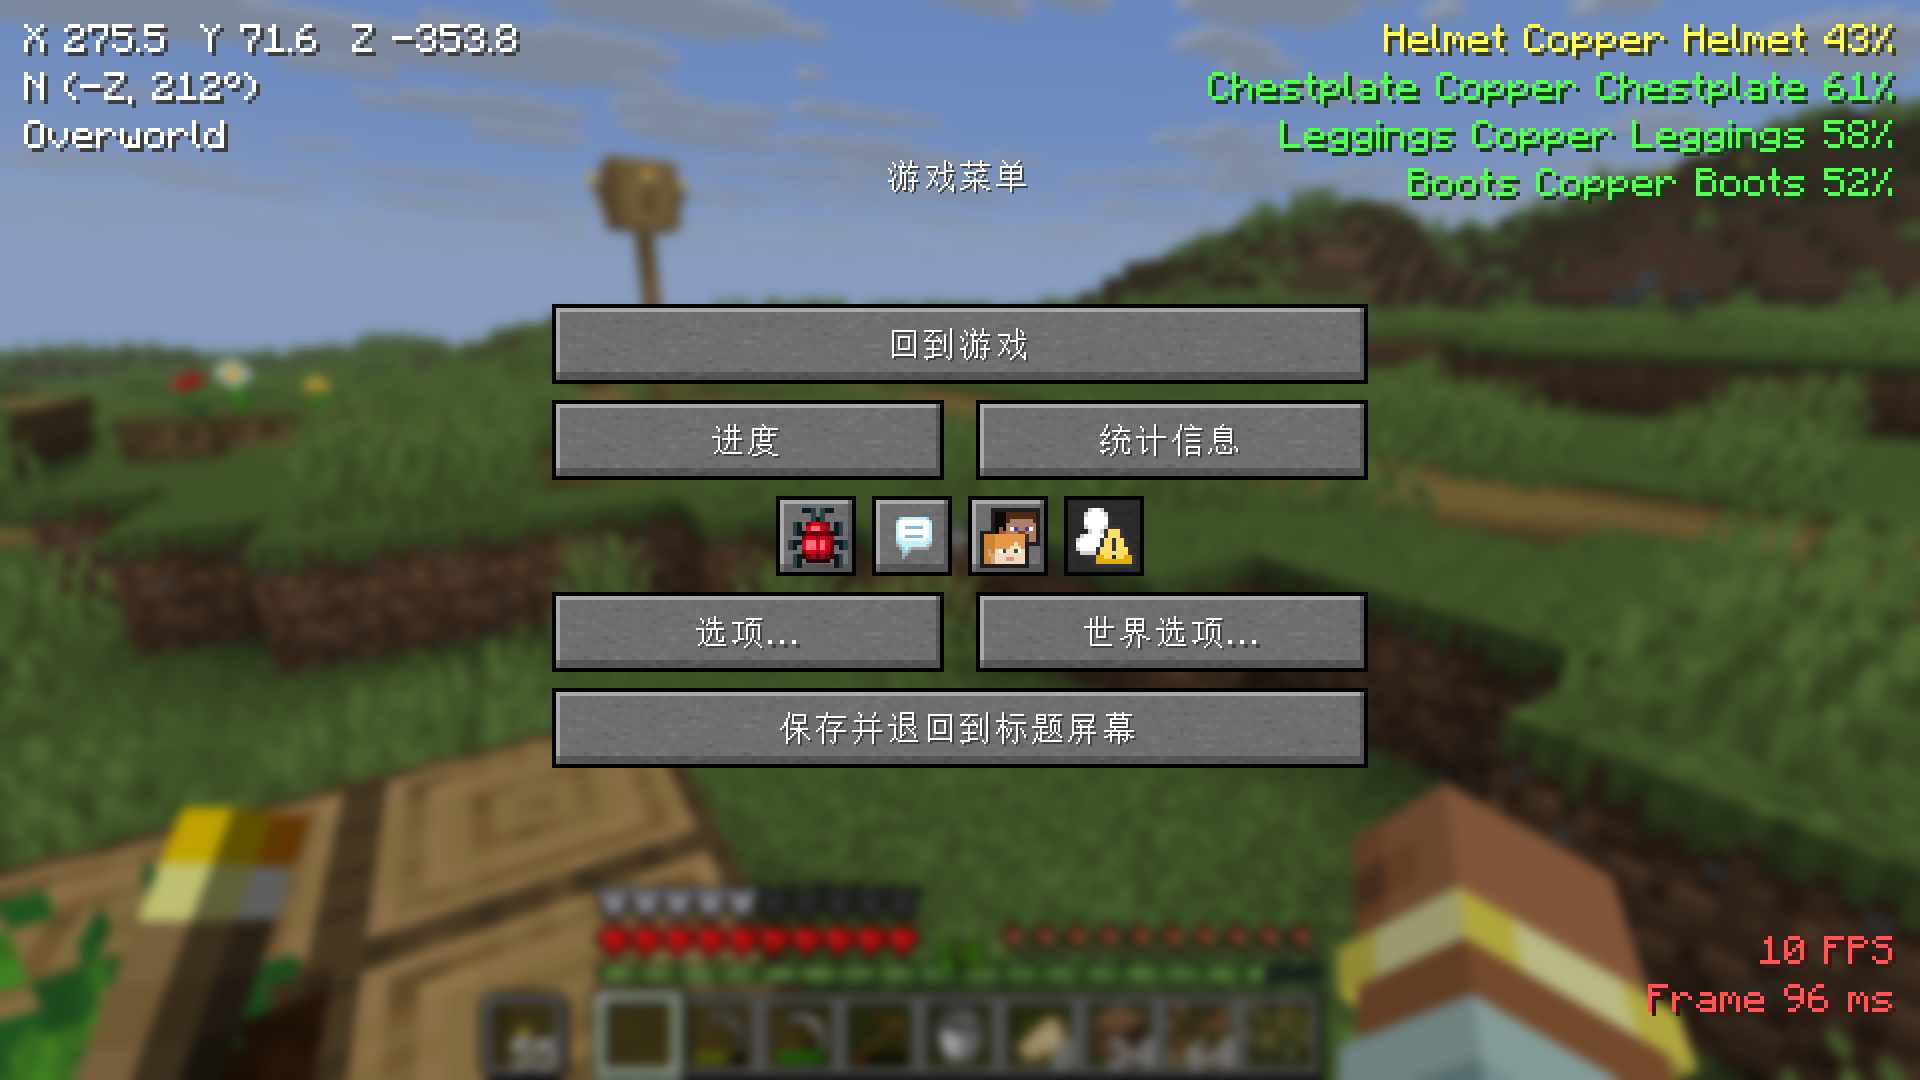 X 275.5 Y 71.6 Z -353.8
N (-Z, 212°)
Overworld
Helmet Copper Helmet 43%
Chestplate Copper Chestplate 61%
Leggings Copper Leggings 58%
Boots Copper Boots 52%
游戏菜单
回到游戏
进度
统计信息
选项...
世界选项...
保存并退回到标题屏幕
10 FPS
Frame 96 ms